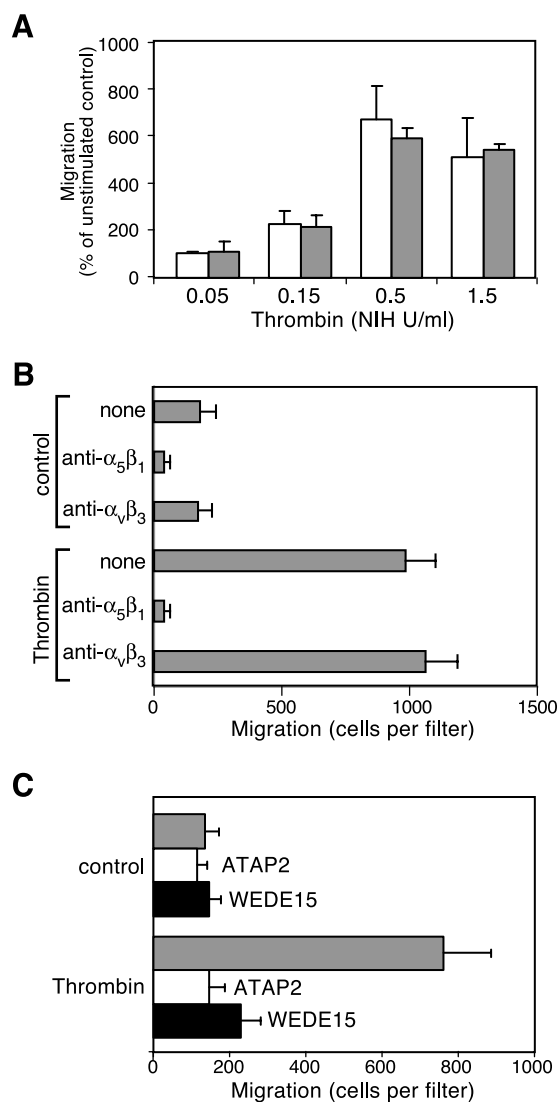 A
Migration
(% of unstimulated control)
1000
800
600
400
200
0
0.05 0.15 0.5 1.5
Thrombin (NIH U/ml)
B
control
none
anti-α5β1
anti-αvβ3
Thrombin
none
anti-α5β1
anti-αvβ3
0 500 1000 1500
Migration (cells per filter)
C
control
ATAP2
WEDE15
Thrombin
ATAP2
WEDE15
0 200 400 600 800 1000
Migration (cells per filter)